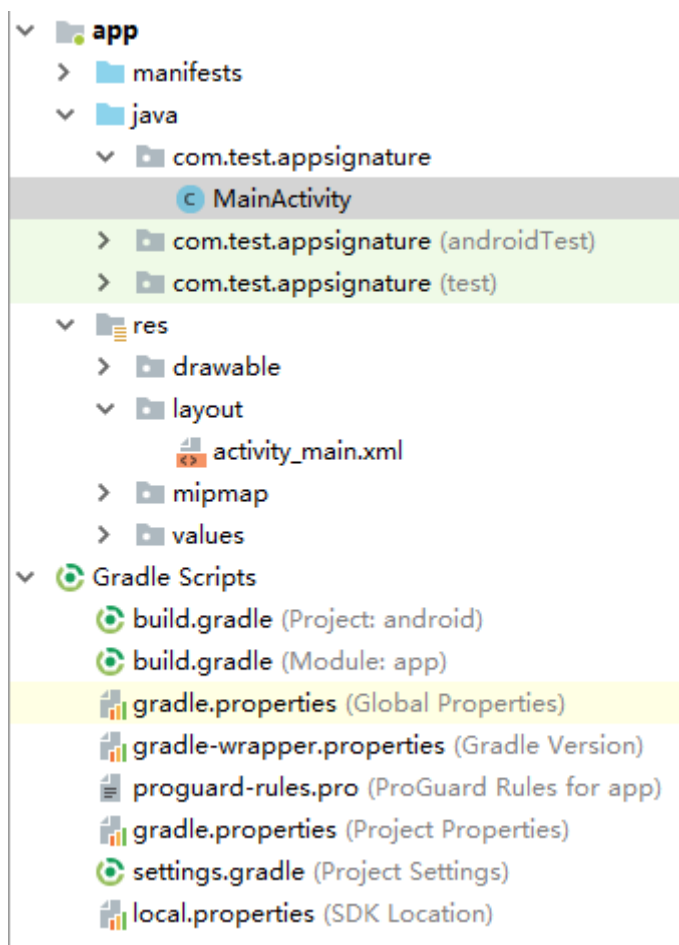 app
manifests
java
com.test.appsignature
C MainActivity
com.test.appsignature (androidTest)
com.test.appsignature (test)
res
drawable
layout
activity_main.xml
mipmap
values
Gradle Scripts
build.gradle (Project: android)
build.gradle (Module: app)
gradle.properties (Global Properties)
gradle-wrapper.properties (Gradle Version)
proguard-rules.pro (ProGuard Rules for app)
gradle.properties (Project Properties)
settings.gradle (Project Settings)
local.properties (SDK Location)